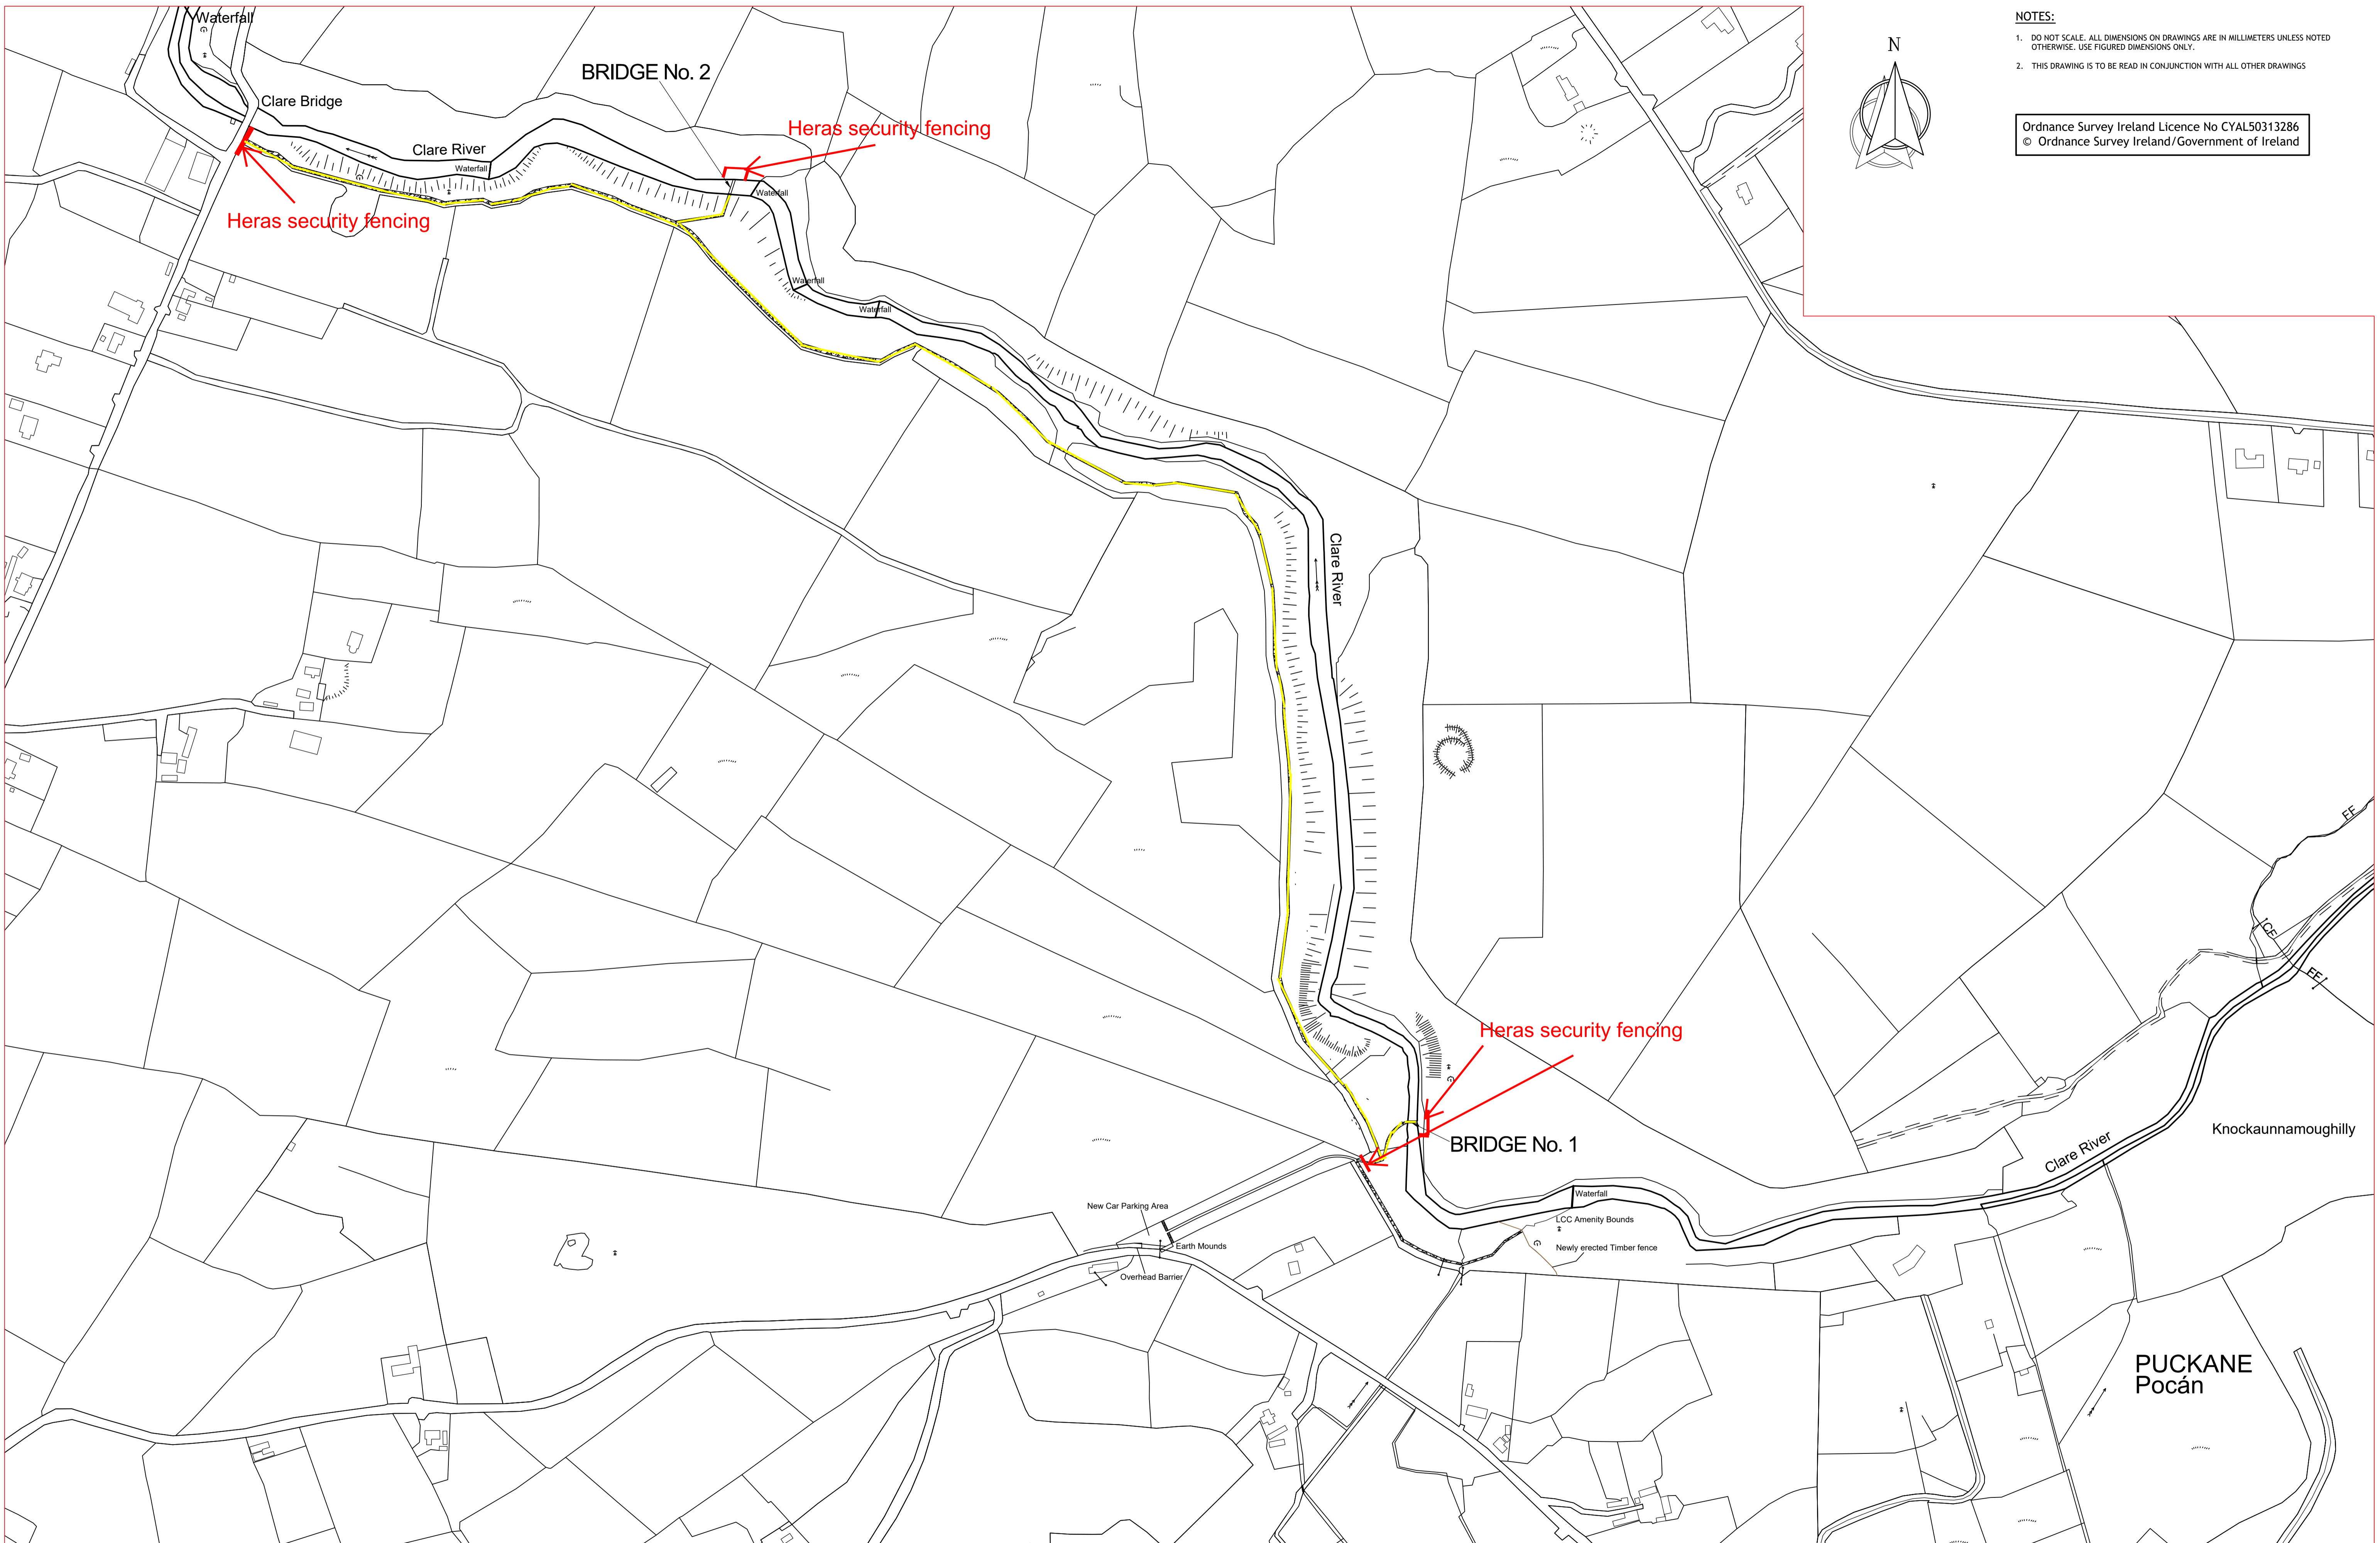 Waterfall
Clare Bridge
BRIDGE No. 2
Heras security fencing
Clare River
Waterfall
Waterfall
Heras security fencing
Waterfall
Waterfall
N
NOTES:
1. DO NOT SCALE. ALL DIMENSIONS ON DRAWINGS ARE IN MILLIMETERS UNLESS NOTED
OTHERWISE. USE FIGURED DIMENSIONS ONLY.
2. THIS DRAWING IS TO BE READ IN CONJUNCTION WITH ALL OTHER DRAWINGS
Ordnance Survey Ireland Licence No CYAL50313286
© Ordnance Survey Ireland/Government of Ireland
Clare River
FF
CF
FF
Heras security fencing
BRIDGE No. 1
Knockaunnamoughilly
Clare River
Waterfall
New Car Parking Area
LCC Amenity Bounds
Earth Mounds
Newly erected Timber fence
Overhead Barrier
PUCKANE
Pocán